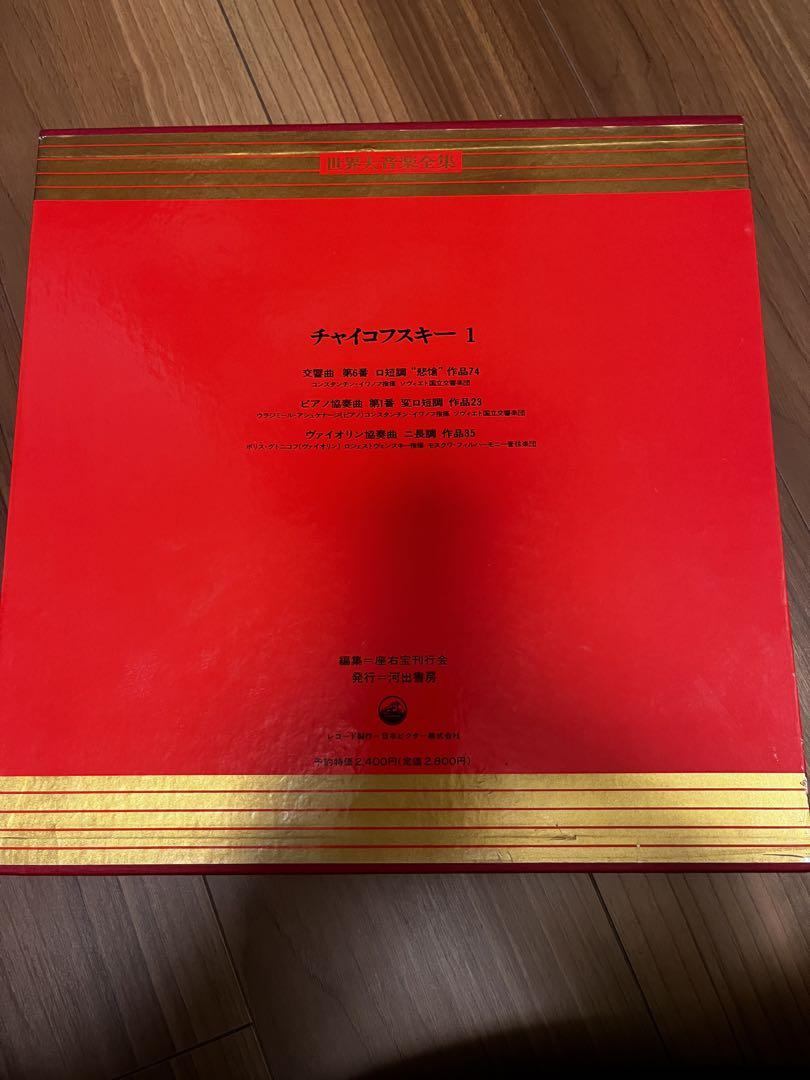 世界大音楽全集
チャイコフスキー 1
交響曲 第6番 ロ短調 “悲愴” 作品74
コンスタンチン・イワノフ指揮 ソヴィエト国立交響楽団
ピアノ協奏曲 第1番 変ロ短調 作品23
ウラジミール・アシュケナージ(ピアノ)コンスタンチン・イワノフ指揮 ソヴィエト国立交響楽団
ヴァイオリン協奏曲 ニ長調 作品35
ボリス・グトニコフ(ヴァイオリン) ロジェストヴェンスキー指揮 モスクワ・フィルハーモニー管弦楽団
編集=座右宝刊行会
発行=河出書房
レコード製作=日本ビクター株式会社
予約特価2,400円(定価2,800円)